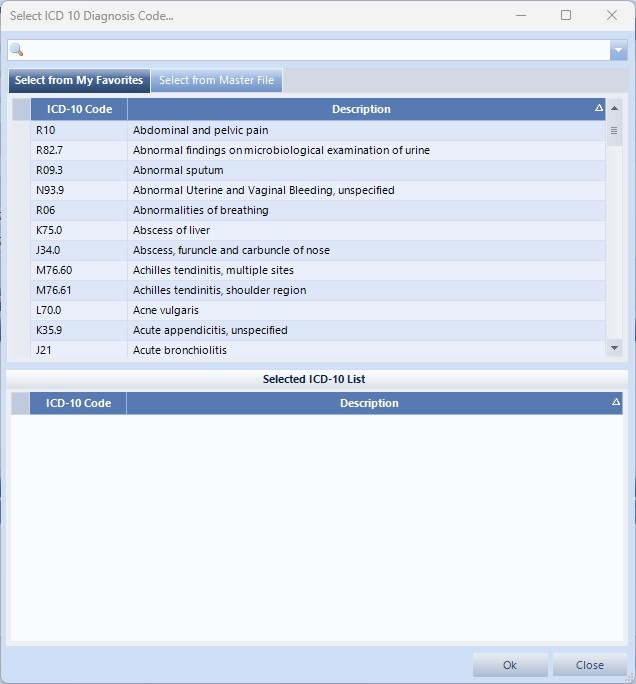 Select ICD 10 Diagnosis Code...
Select from My Favorites Select from Master File
ICD-10 Code Description
R10 Abdominal and pelvic pain
R82.7 Abnormal findings on microbiological examination of urine
R09.3 Abnormal sputum
N93.9 Abnormal Uterine and Vaginal Bleeding, unspecified
R06 Abnormalities of breathing
K75.0 Abscess of liver
J34.0 Abscess, furuncle and carbuncle of nose
M76.60 Achilles tendinitis, multiple sites
M76.61 Achilles tendinitis, shoulder region
L70.0 Acne vulgaris
K35.9 Acute appendicitis, unspecified
J21 Acute bronchiolitis
Selected ICD-10 List
ICD-10 Code Description
Ok Close